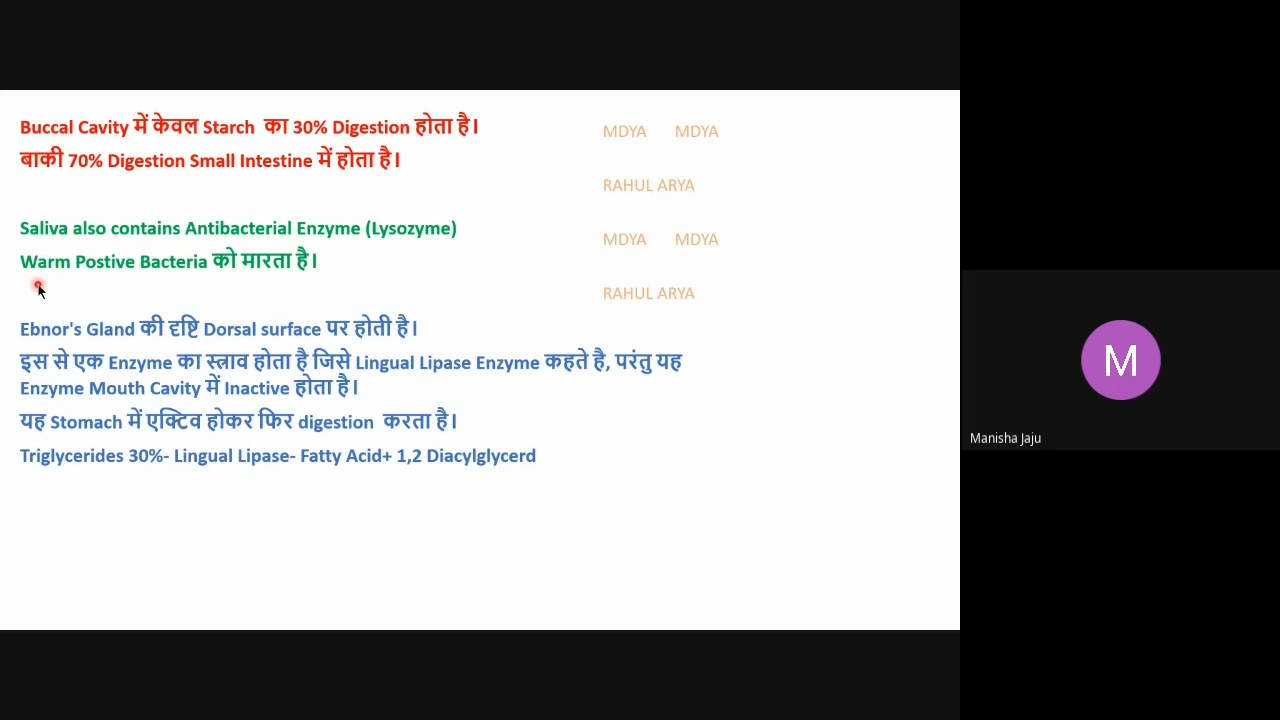 Buccal Cavity में केवल Starch का 30% Digestion होता है।
बाकी 70% Digestion Small Intestine में होता है।
Saliva also contains Antibacterial Enzyme (Lysozyme)
Warm Postive Bacteria को मारता है।
Ebnor's Gland की दृष्टि Dorsal surface पर होती है।
इस से एक Enzyme का स्त्राव होता है जिसे Lingual Lipase Enzyme कहते है, परंतु यह
Enzyme Mouth Cavity में Inactive होता है।
यह Stomach में एक्टिव होकर फिर digestion करता है।
Triglycerides 30%- Lingual Lipase- Fatty Acid+ 1,2 Diacylglycerd
MDYA MDYA
RAHUL ARYA
MDYA MDYA
RAHUL ARYA
M
Manisha Jaju